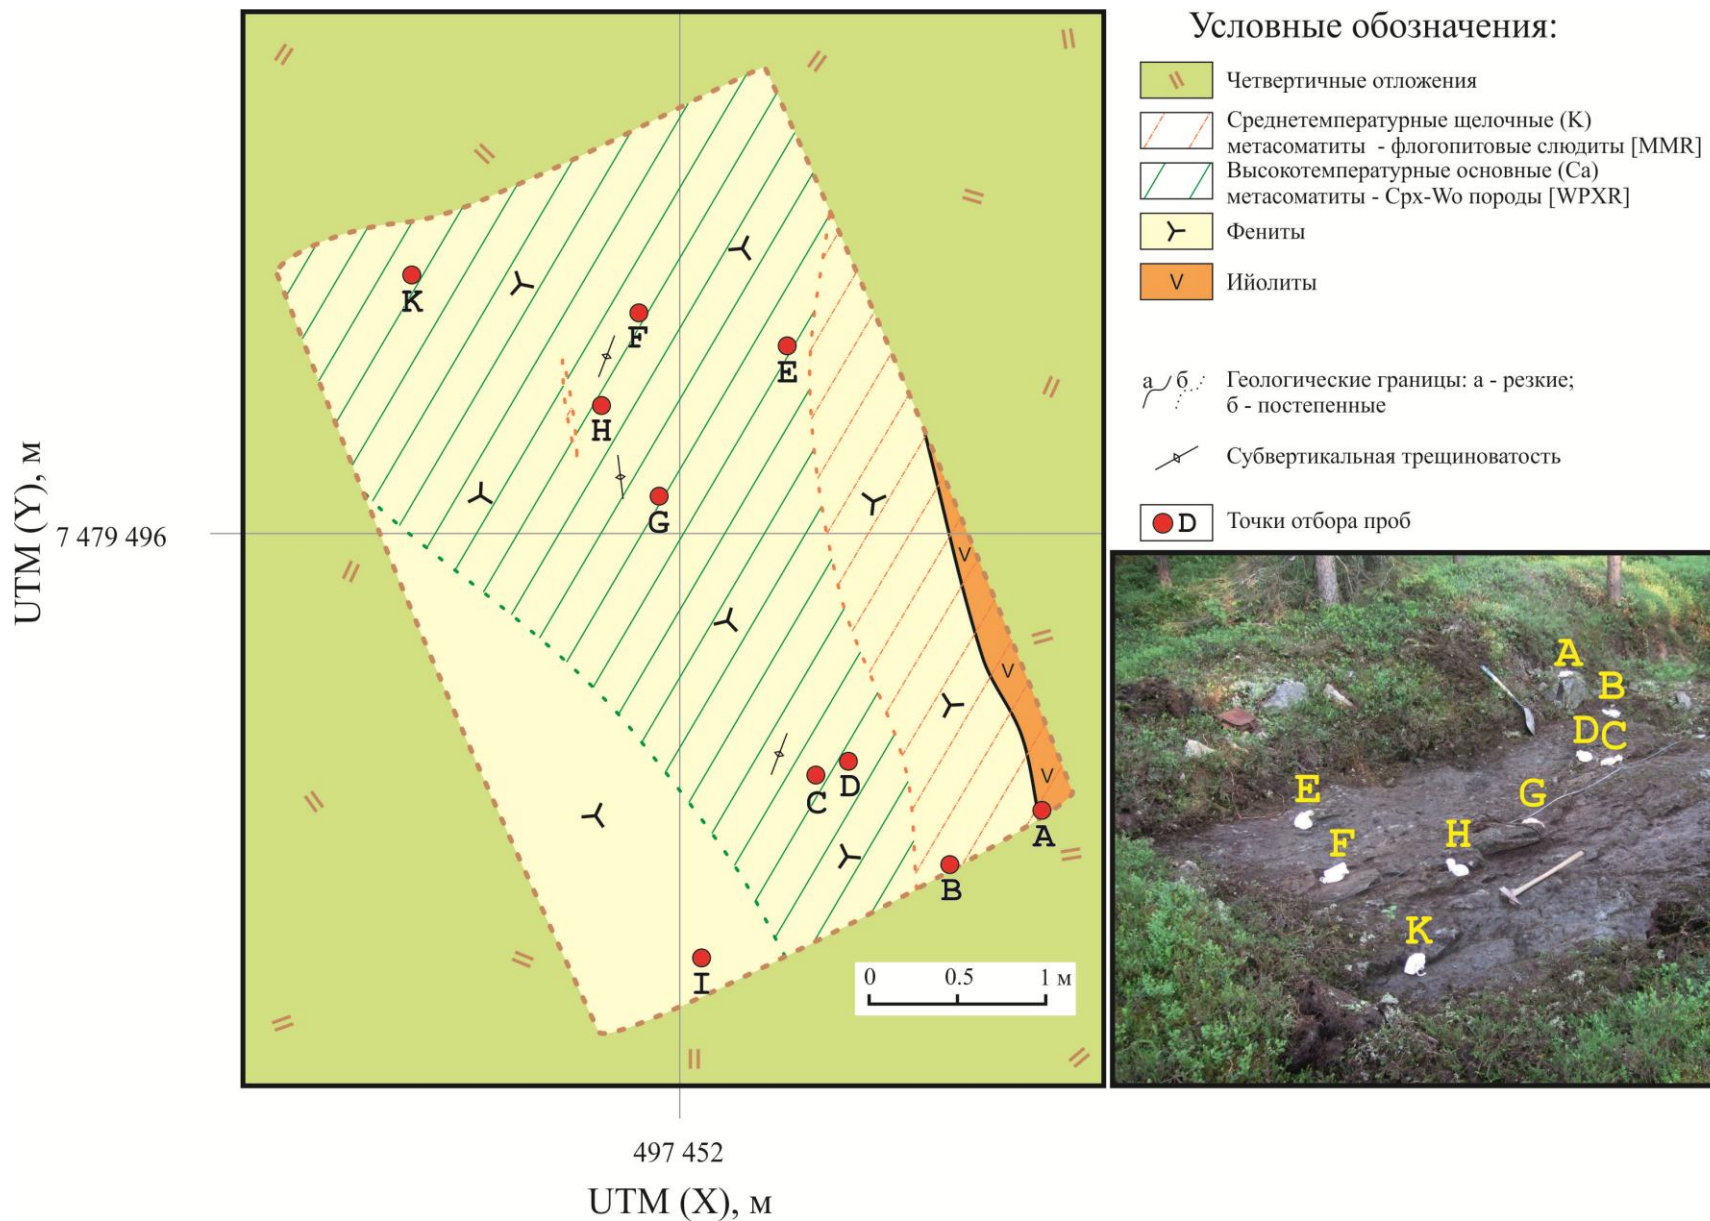 Условные обозначения:
Четвертичные отложения
Среднетемпературные щелочные (K)
метасоматиты - флогопитовые слюдиты [MMR]
Высокотемпературные основные (Ca)
метасоматиты - Cpx-Wo породы [WPXR]
Фениты
V Ийолиты
а б Геологические границы: а - резкие;
б - постепенные
Субвертикальная трещиноватость
D Точки отбора проб
K
F
E
H
G
V
V
C
D
V
A
B
I
0 0.5 1 м
UTM (Y), м
7 479 496
497 452
UTM (X), м
A
B
D C
E
G
F
H
K